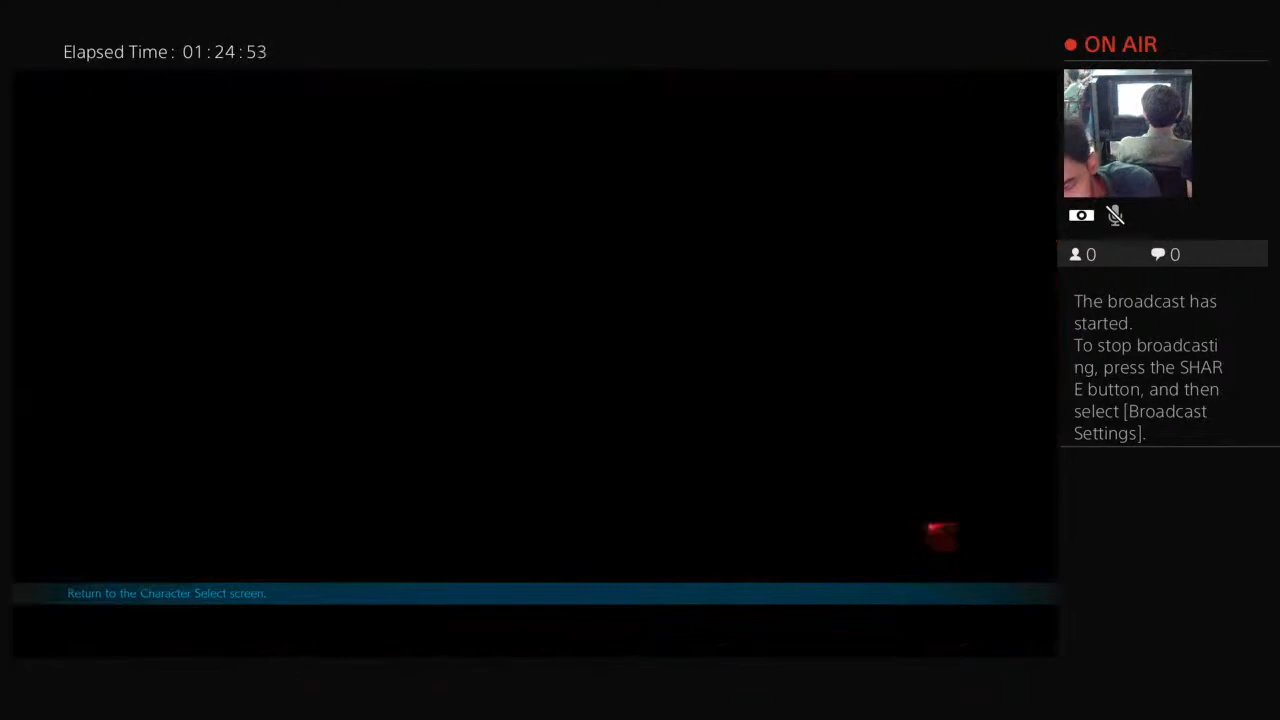 Elapsed Time: 01:24:53
ON AIR
0
0
The broadcast has
started.
To stop broadcasti
ng, press the SHAR
E button, and then
select [Broadcast
Settings].
Return to the Character Select screen.